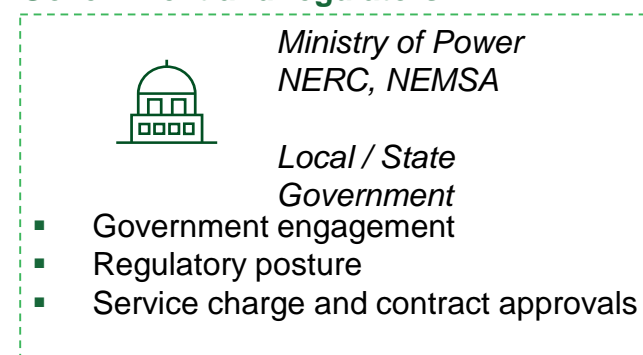 Ministry of Power
NERC, NEMSA
Local / State
Government
▪ Government engagement
▪ Regulatory posture
▪ Service charge and contract approvals